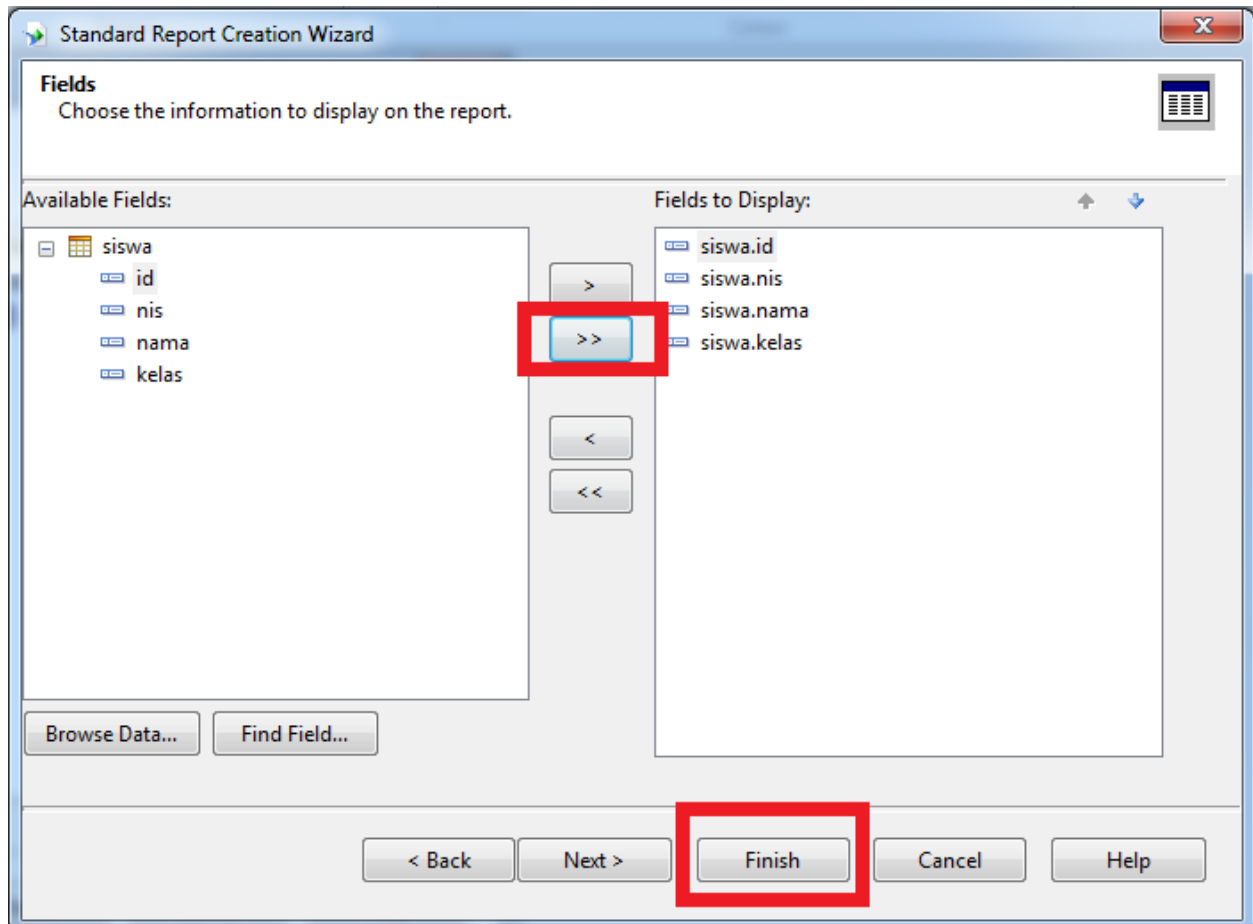 Standard Report Creation Wizard
Fields
Choose the information to display on the report.
Available Fields:
Fields to Display:
siswa
id
nis
nama
kelas
>
>>
<
<<
siswa.id
siswa.nis
siswa.nama
siswa.kelas
Browse Data...
Find Field...
< Back
Next >
Finish
Cancel
Help